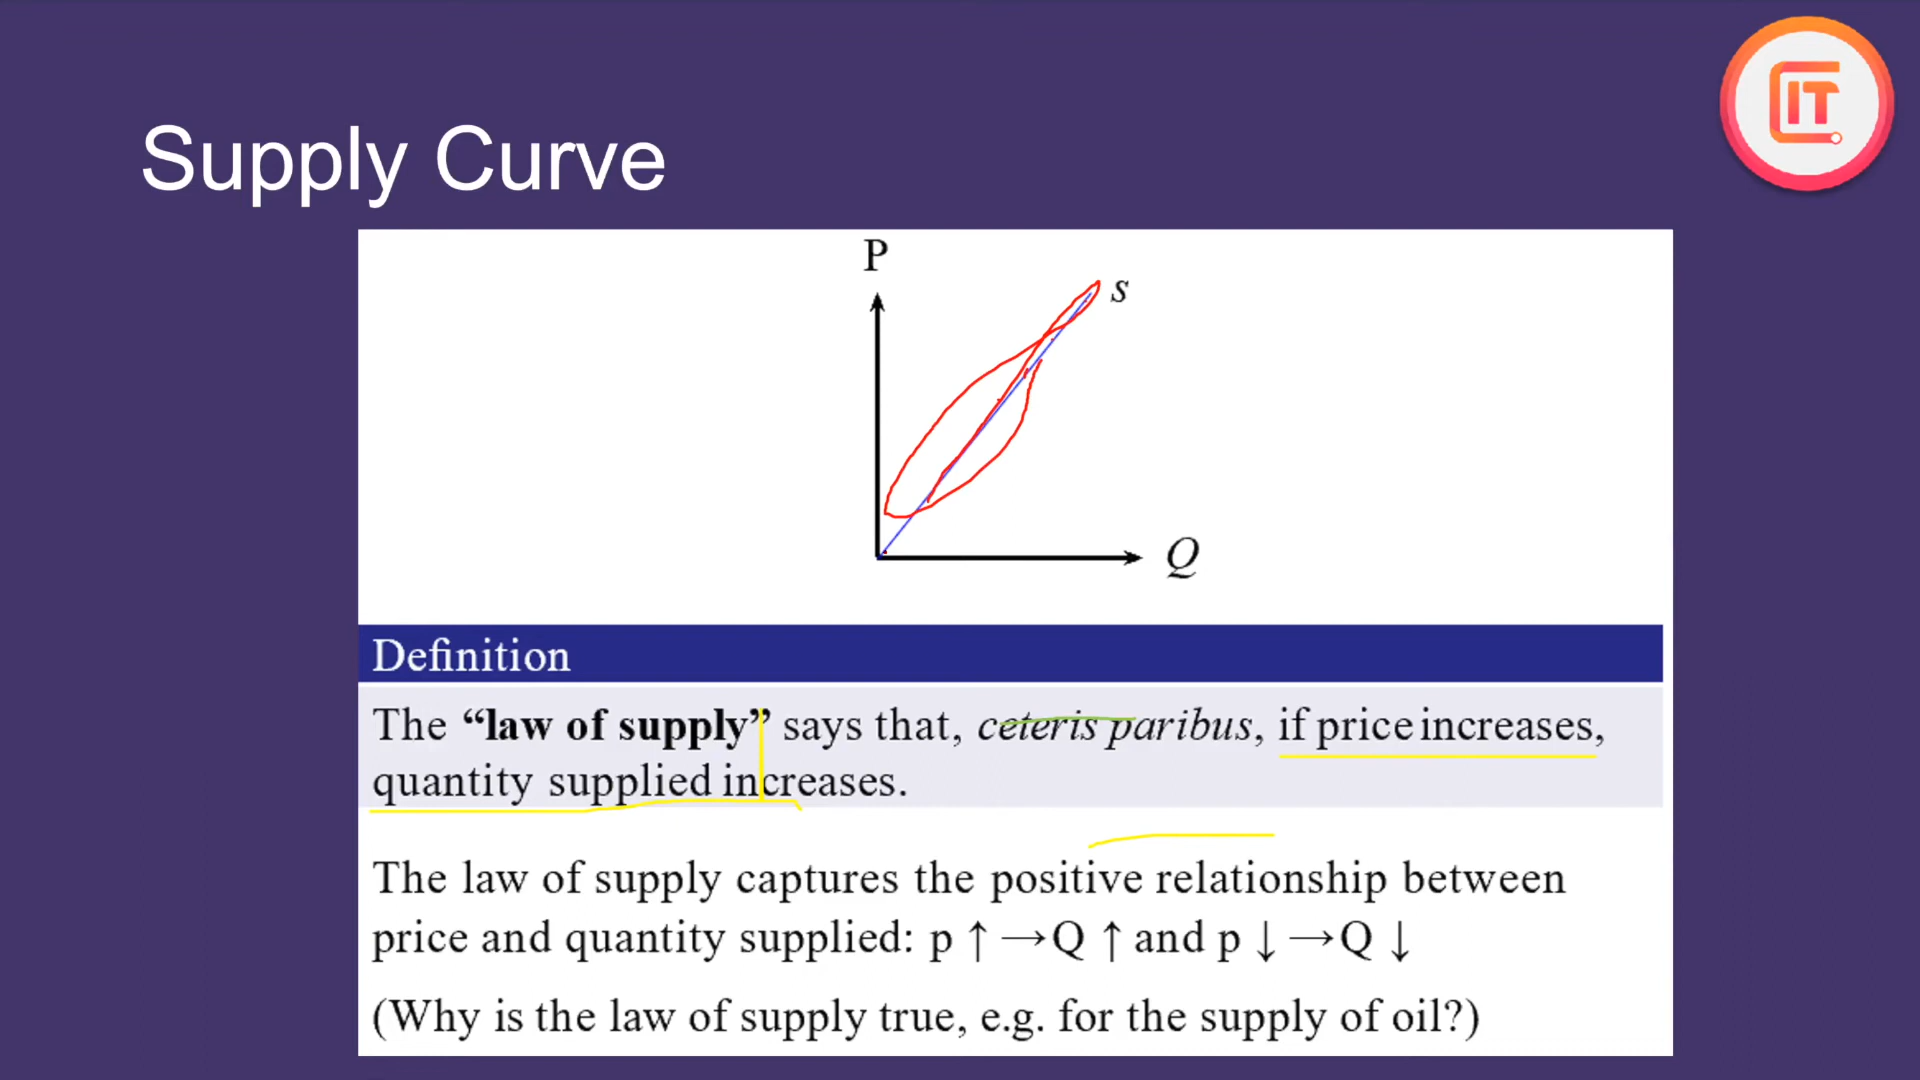 Supply Curve
IT
P
s
Q
Definition
The “law of supply” says that, ceteris paribus, if price increases,
quantity supplied increases.
The law of supply captures the positive relationship between
price and quantity supplied: p ↑ →Q ↑ and p ↓ →Q ↓
(Why is the law of supply true, e.g. for the supply of oil?)